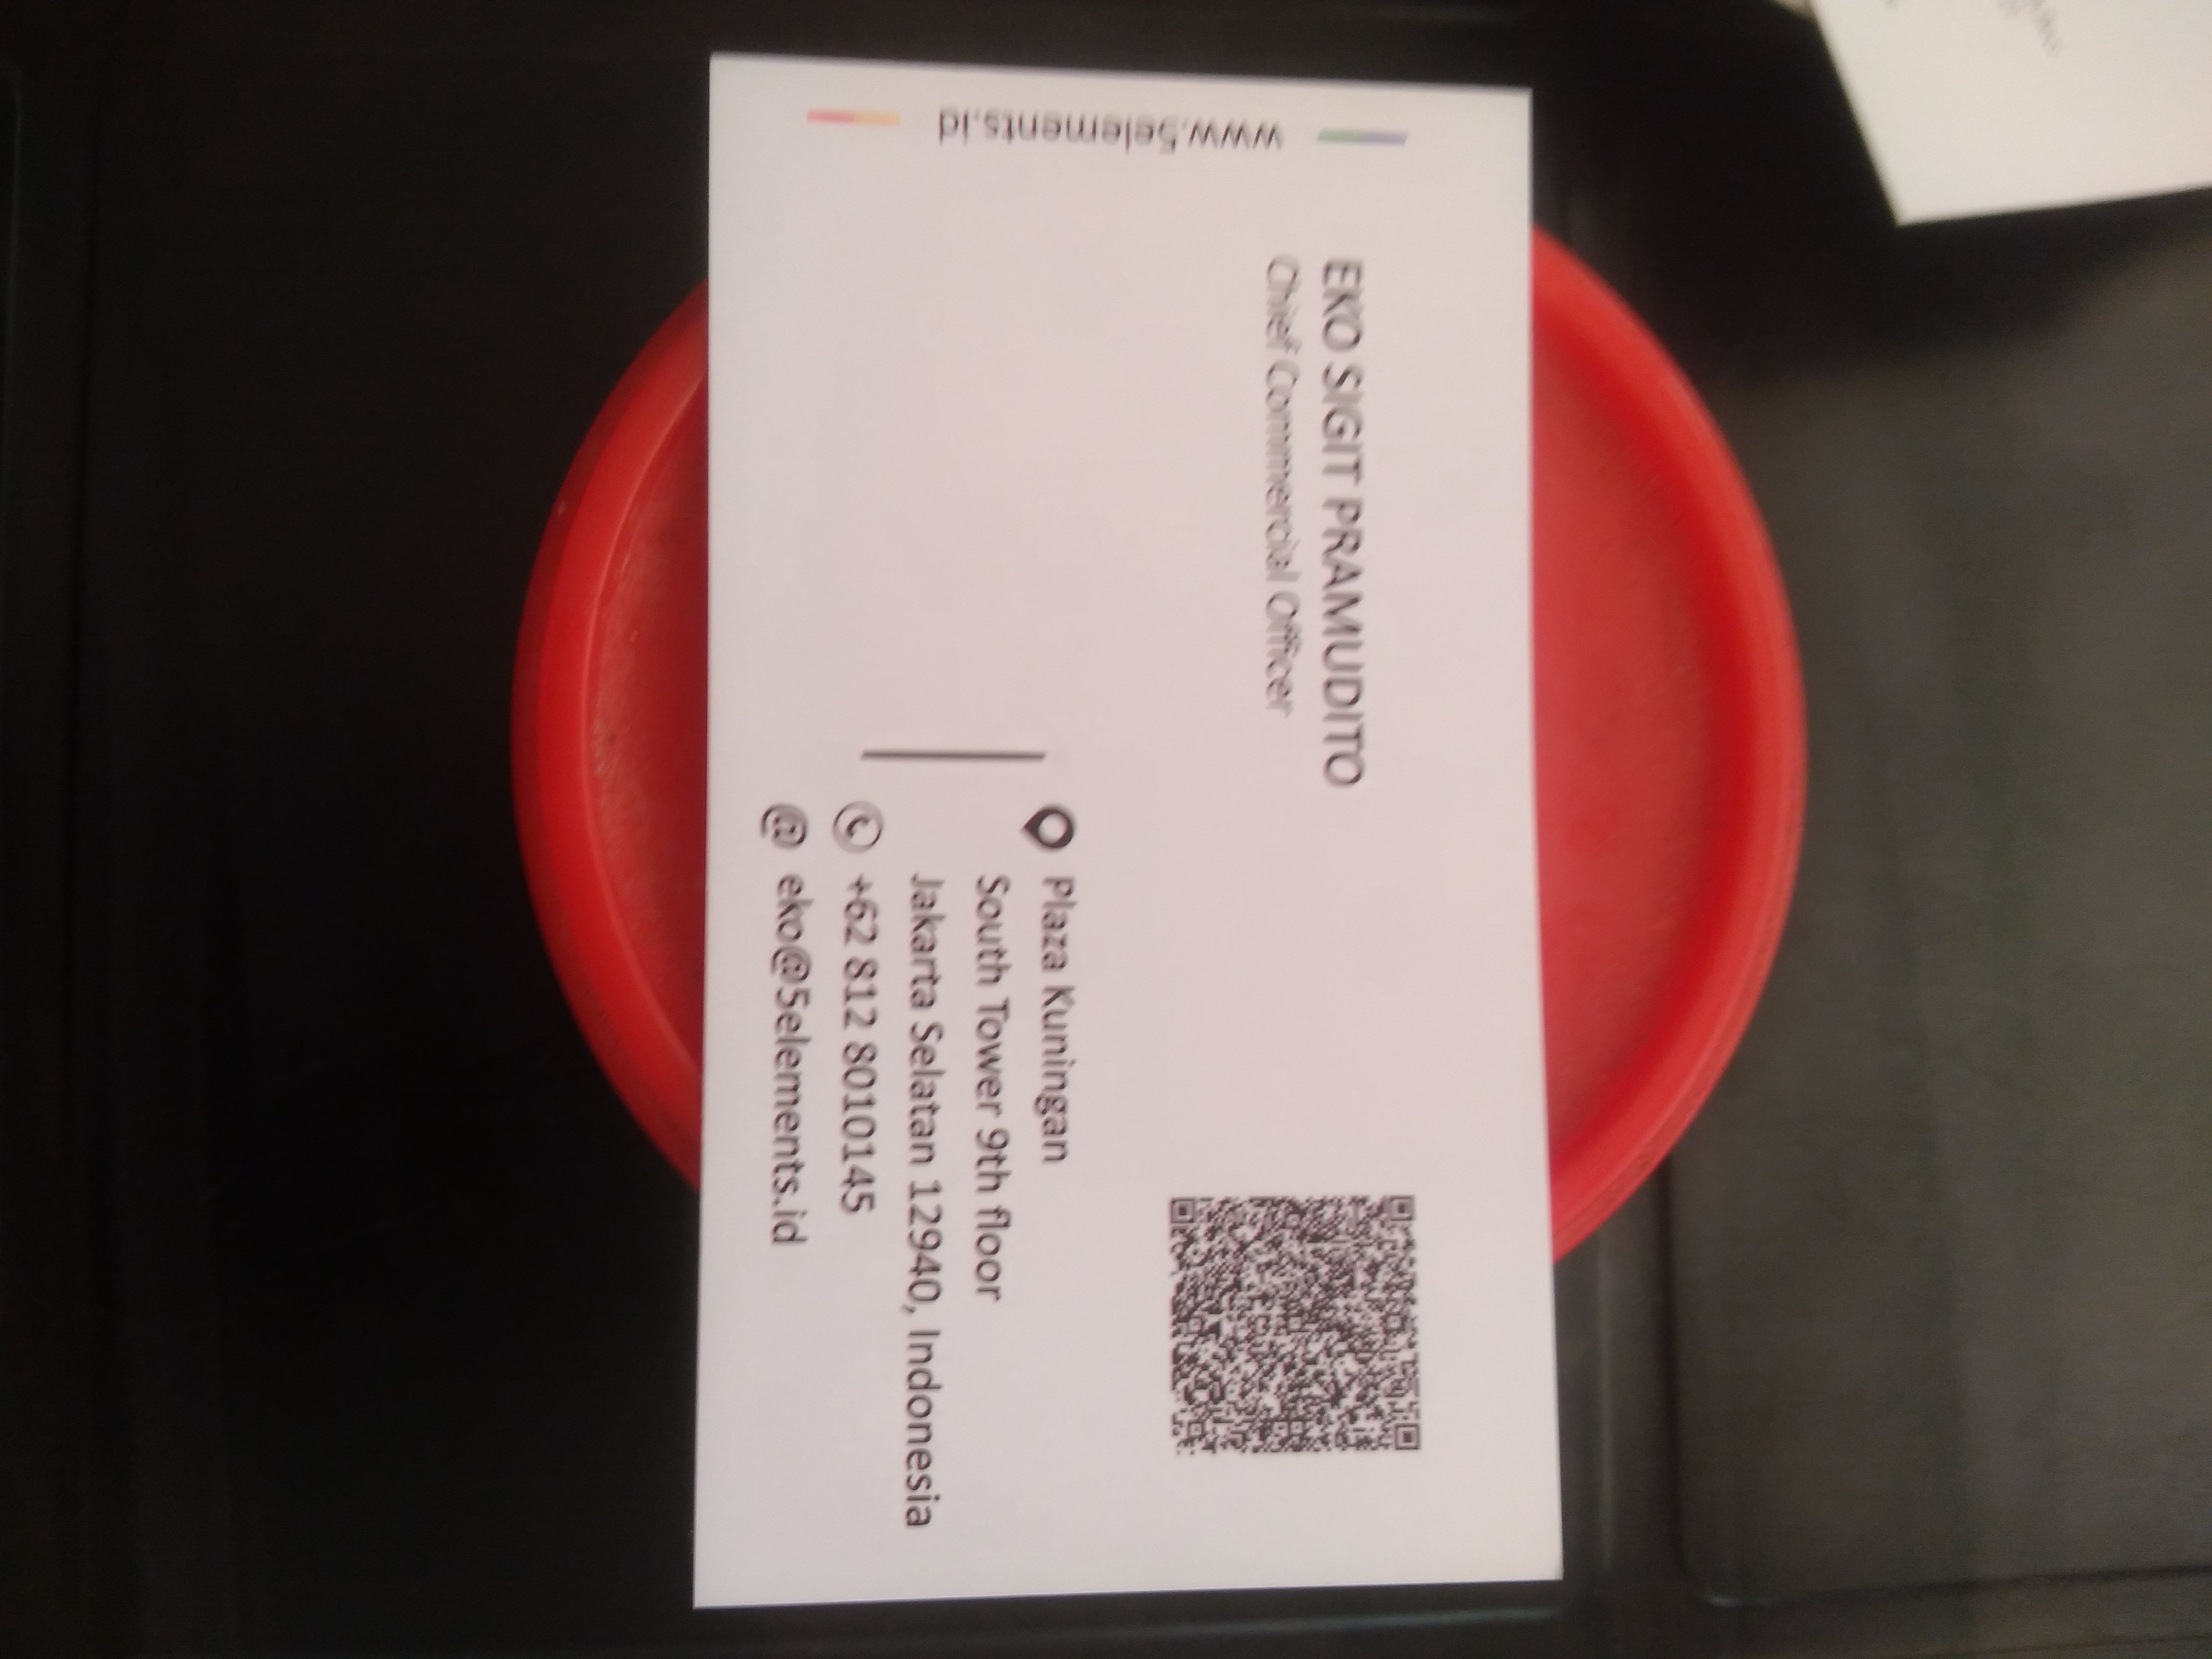 EKO SIGIT PRAMUDITO
Chief Commercial Officer
www.5elements.id
Plaza Kuningan
South Tower 9th floor
Jakarta Selatan 12940, Indonesia
+62 812 8010145
@ eko@5elements.id